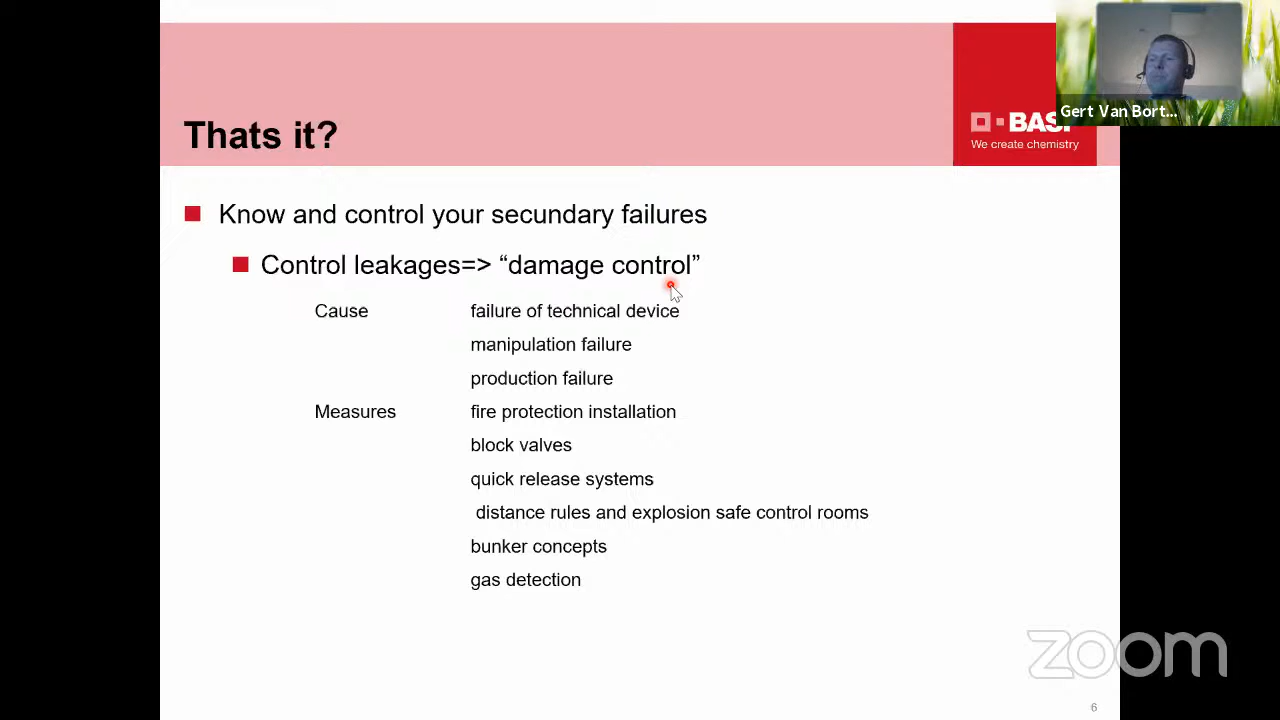 Thats it?
BASF
We create chemistry
Gert Van Bort...
Know and control your secundary failures
Control leakages=> “damage control”
Cause failure of technical device
manipulation failure
production failure
Measures fire protection installation
block valves
quick release systems
distance rules and explosion safe control rooms
bunker concepts
gas detection
zoom
6